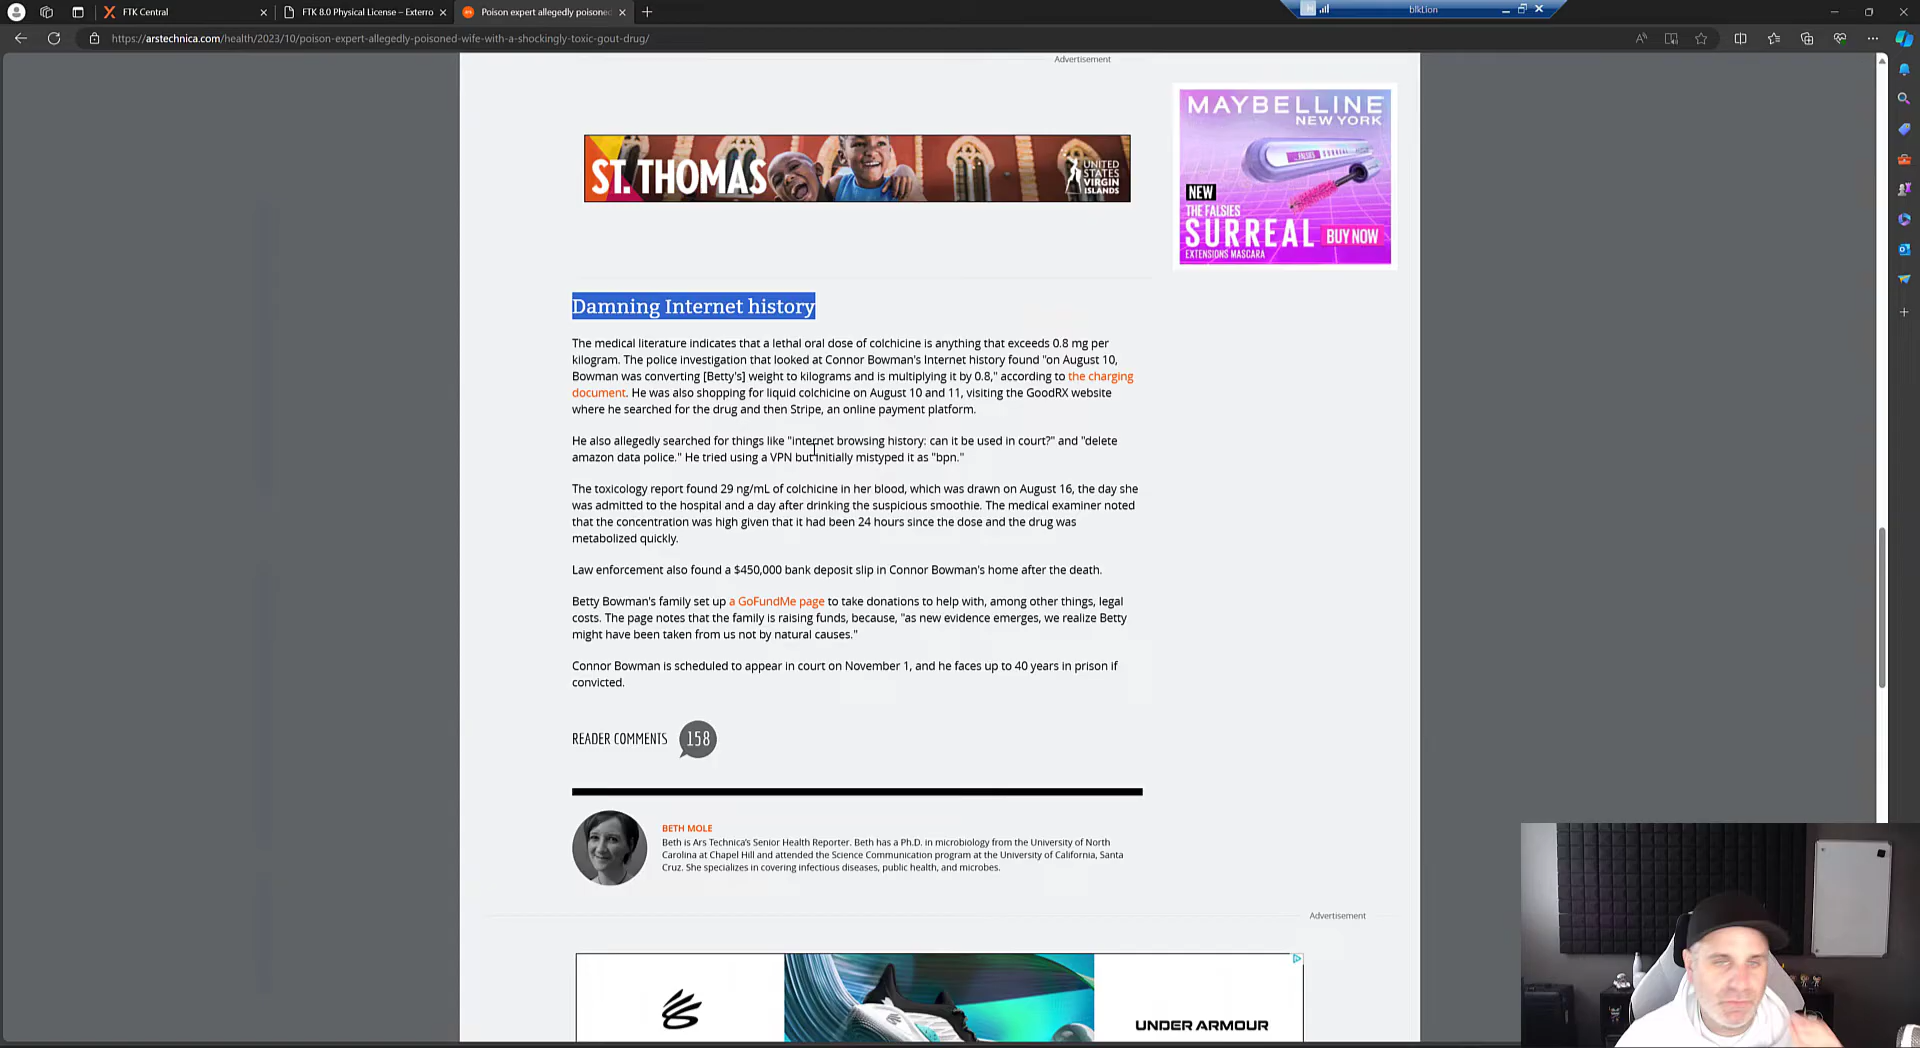 FTK Central
FTK 8.0 Physical License – Exterro
Poison expert allegedly poisoned
blkLion
https://arstechnica.com/health/2023/10/poison-expert-allegedly-poisoned-wife-with-a-shockingly-toxic-gout-drug/
Advertisement
ST. THOMAS
UNITED
STATES
VIRGIN
ISLANDS
MAYBELLINE
NEW YORK
FALSIES SURREAL
NEW
THE FALSIES
SURREAL
EXTENSIONS MASCARA
BUY NOW
Damning Internet history
The medical literature indicates that a lethal oral dose of colchicine is anything that exceeds 0.8 mg per
kilogram. The police investigation that looked at Connor Bowman's Internet history found "on August 10,
Bowman was converting [Betty's] weight to kilograms and is multiplying it by 0.8," according to the charging
document. He was also shopping for liquid colchicine on August 10 and 11, visiting the GoodRX website
where he searched for the drug and then Stripe, an online payment platform.
He also allegedly searched for things like "internet browsing history: can it be used in court?" and "delete
amazon data police." He tried using a VPN but initially mistyped it as "bpn."
The toxicology report found 29 ng/mL of colchicine in her blood, which was drawn on August 16, the day she
was admitted to the hospital and a day after drinking the suspicious smoothie. The medical examiner noted
that the concentration was high given that it had been 24 hours since the dose and the drug was
metabolized quickly.
Law enforcement also found a $450,000 bank deposit slip in Connor Bowman's home after the death.
Betty Bowman's family set up a GoFundMe page to take donations to help with, among other things, legal
costs. The page notes that the family is raising funds, because, "as new evidence emerges, we realize Betty
might have been taken from us not by natural causes."
Connor Bowman is scheduled to appear in court on November 1, and he faces up to 40 years in prison if
convicted.
READER COMMENTS 158
BETH MOLE
Beth is Ars Technica's Senior Health Reporter. Beth has a Ph.D. in microbiology from the University of North
Carolina at Chapel Hill and attended the Science Communication program at the University of California, Santa
Cruz. She specializes in covering infectious diseases, public health, and microbes.
Advertisement
UNDER ARMOUR